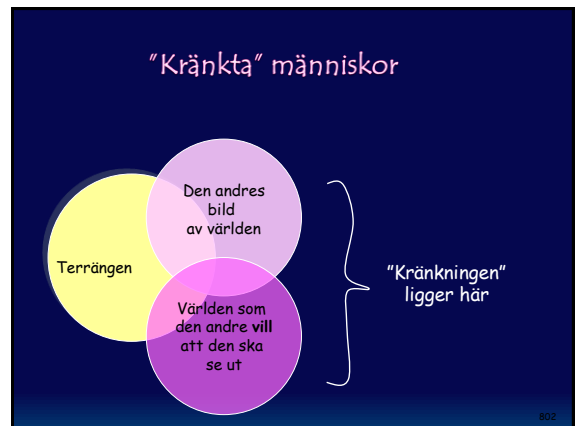 "Kränkta" människor
Den andres
bild
av världen
Terrängen
"Kränkningen"
ligger här
Världen som
den andre vill
att den ska
se ut
802